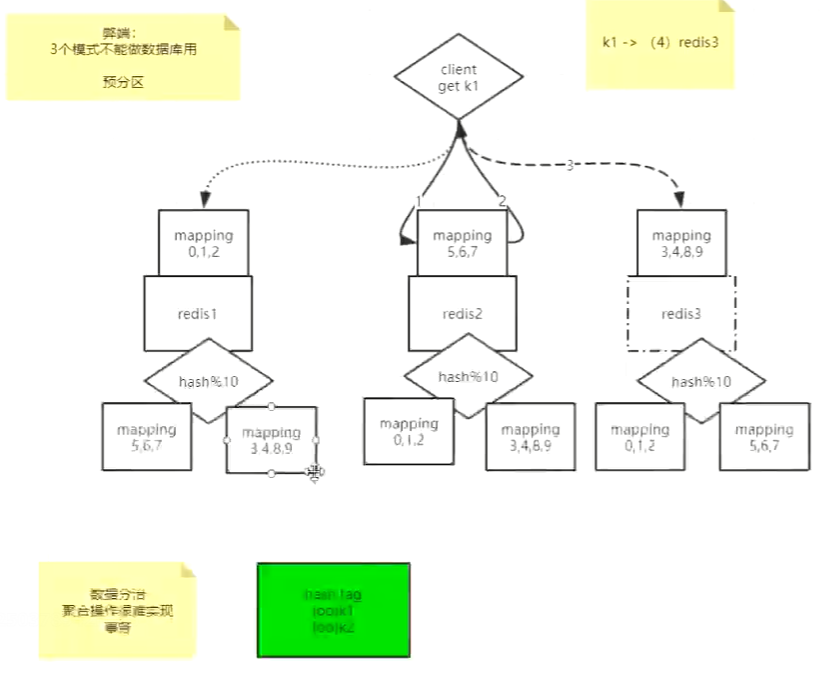 弊端：
3个模式不能做数据库用
预分区
k1 -> （4）redis3
client
get k1
3
1
2
mapping
0,1,2
mapping
5,6,7
mapping
3,4,8,9
redis1
redis2
redis3
hash%10
hash%10
hash%10
mapping
5,6,7
mapping
3,4,8,9
mapping
0,1,2
mapping
3,4,8,9
mapping
0,1,2
mapping
5,6,7
数据分治
聚合操作很难实现
事务
hash tag
{oo}k1
{oo}k2